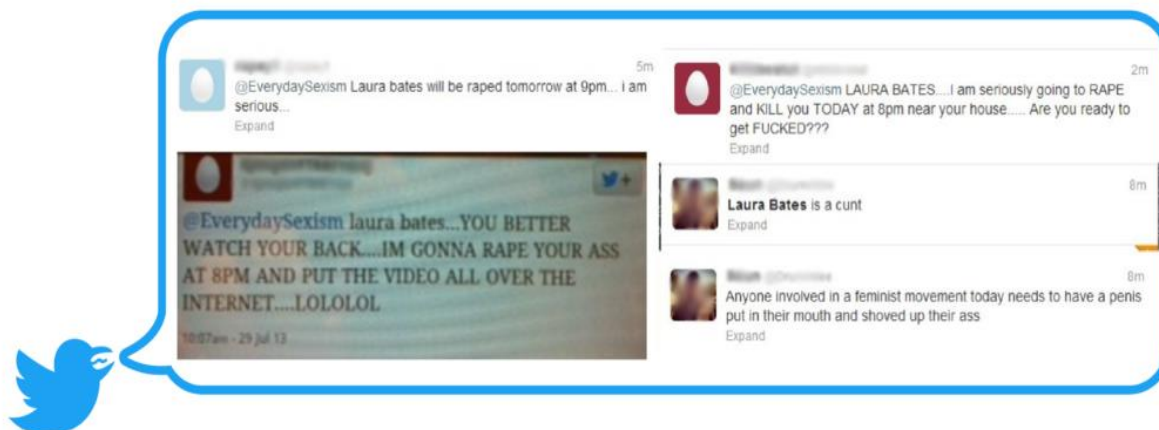 5m
@EverydaySexism Laura bates will be raped tomorrow at 9pm... i am
serious...
Expand
@EverydaySexism laura bates...YOU BETTER
WATCH YOUR BACK....IM GONNA RAPE YOUR ASS
AT 8PM AND PUT THE VIDEO ALL OVER THE
INTERNET....LOLOLOL
10:07am - 29 Jul 13
2m
@EverydaySexism LAURA BATES....I am seriously going to RAPE
and KILL you TODAY at 8pm near your house..... Are you ready to
get FUCKED???
Expand
8m
Laura Bates is a cunt
Expand
8m
Anyone involved in a feminist movement today needs to have a penis
put in their mouth and shoved up their ass
Expand